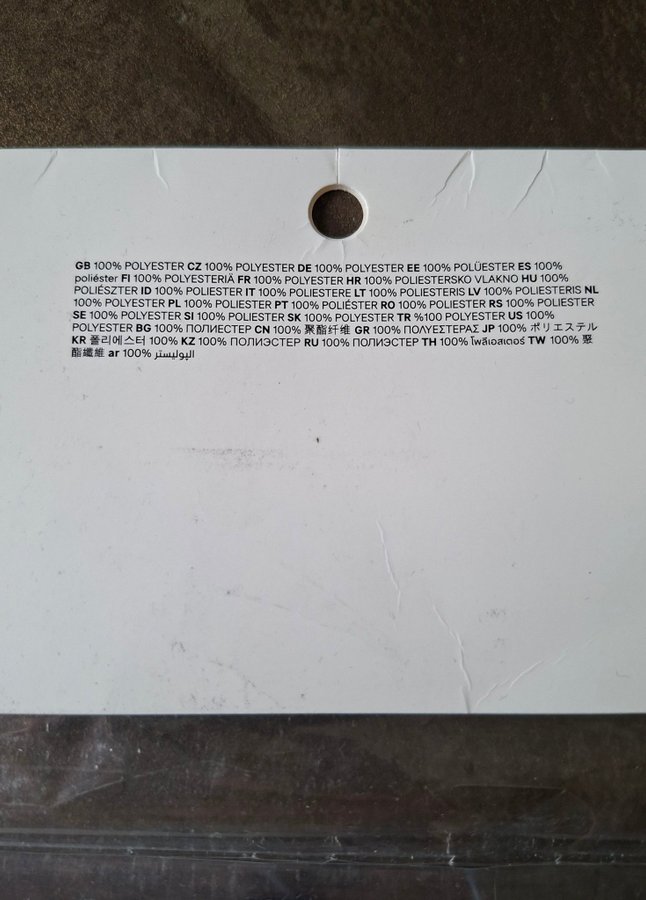 GB 100% POLYESTER CZ 100% POLYESTER DE 100% POLYESTER EE 100% POLÜESTER ES 100%
poliéster FI 100% POLYESTERIÄ FR 100% POLYESTER HR 100% POLIESTERSKO VLAKNO HU 100%
POLIÉSZTER ID 100% POLIESTER IT 100% POLIESTERE LT 100% POLIESTERIS LV 100% POLIESTERIS NL
100% POLYESTER PL 100% POLIESTER PT 100% POLIÉSTER RO 100% POLIESTER RS 100% POLIESTER
SE 100% POLYESTER SI 100% POLIESTER SK 100% POLYESTER TR %100 POLYESTER US 100%
POLYESTER BG 100% ПОЛИЕСТЕР CN 100% 聚酯纤维 GR 100% ΠΟΛΥΕΣΤΕΡΑΣ JP 100% ポリエステル
KR 폴리에스터 100% KZ 100% ПОЛИЭСТЕР RU 100% ПОЛИЭСТЕР TH 100% โพลีเอสเตอร์ TW 100% 聚
酯纖維 ar 100% البوليستر